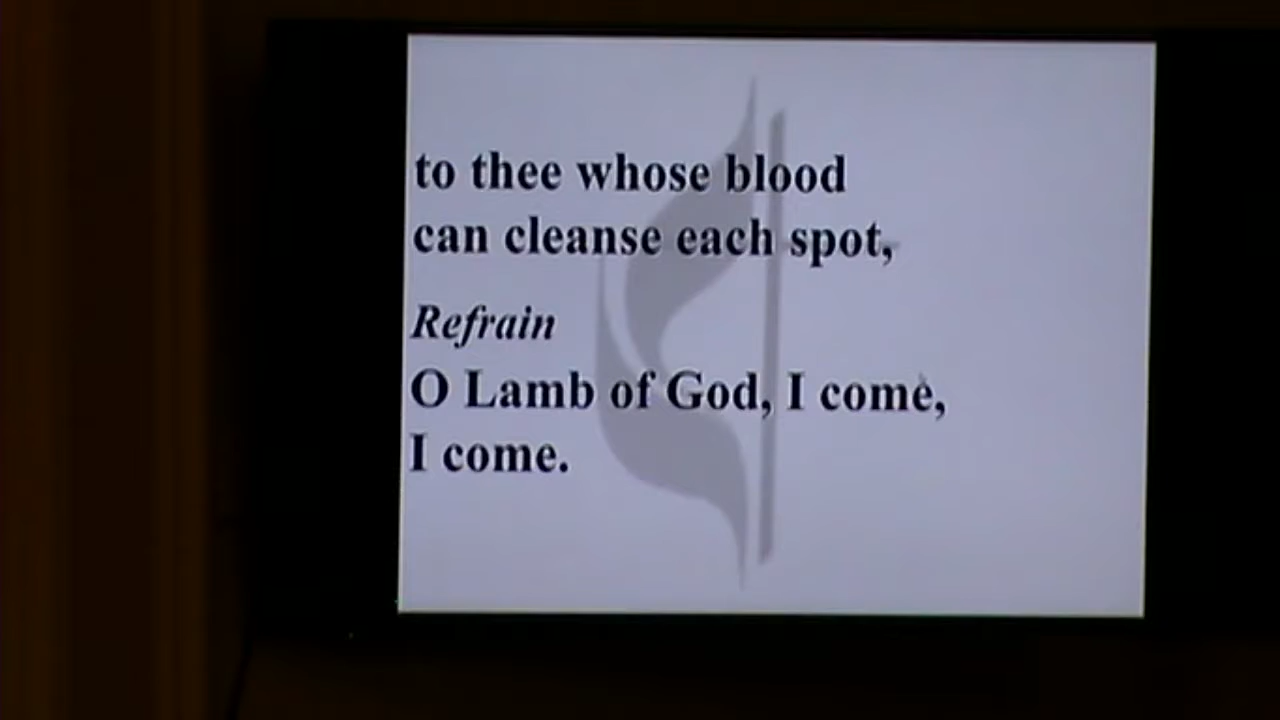 to thee whose blood
can cleanse each spot,
Refrain
O Lamb of God, I come,
I come.